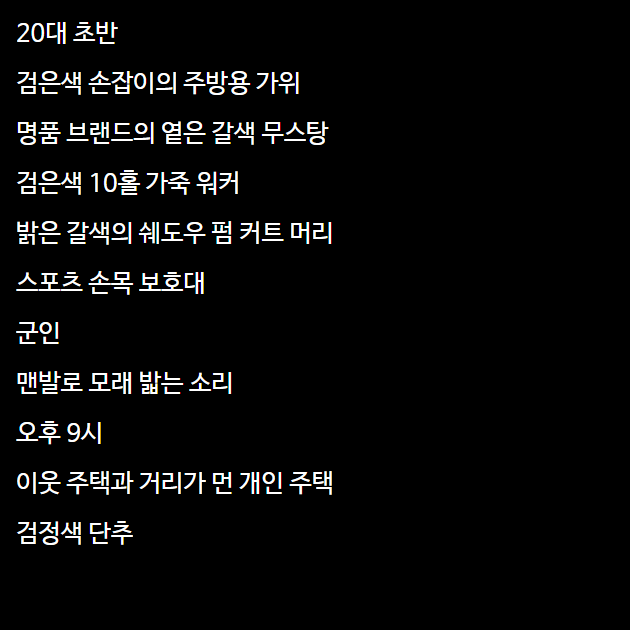 20대 초반
검은색 손잡이의 주방용 가위
명품 브랜드의 옅은 갈색 무스탕
검은색 10홀 가죽 워커
밝은 갈색의 쉐도우 펌 커트 머리
스포츠 손목 보호대
군인
맨발로 모래 밟는 소리
오후 9시
이웃 주택과 거리가 먼 개인 주택
검정색 단추